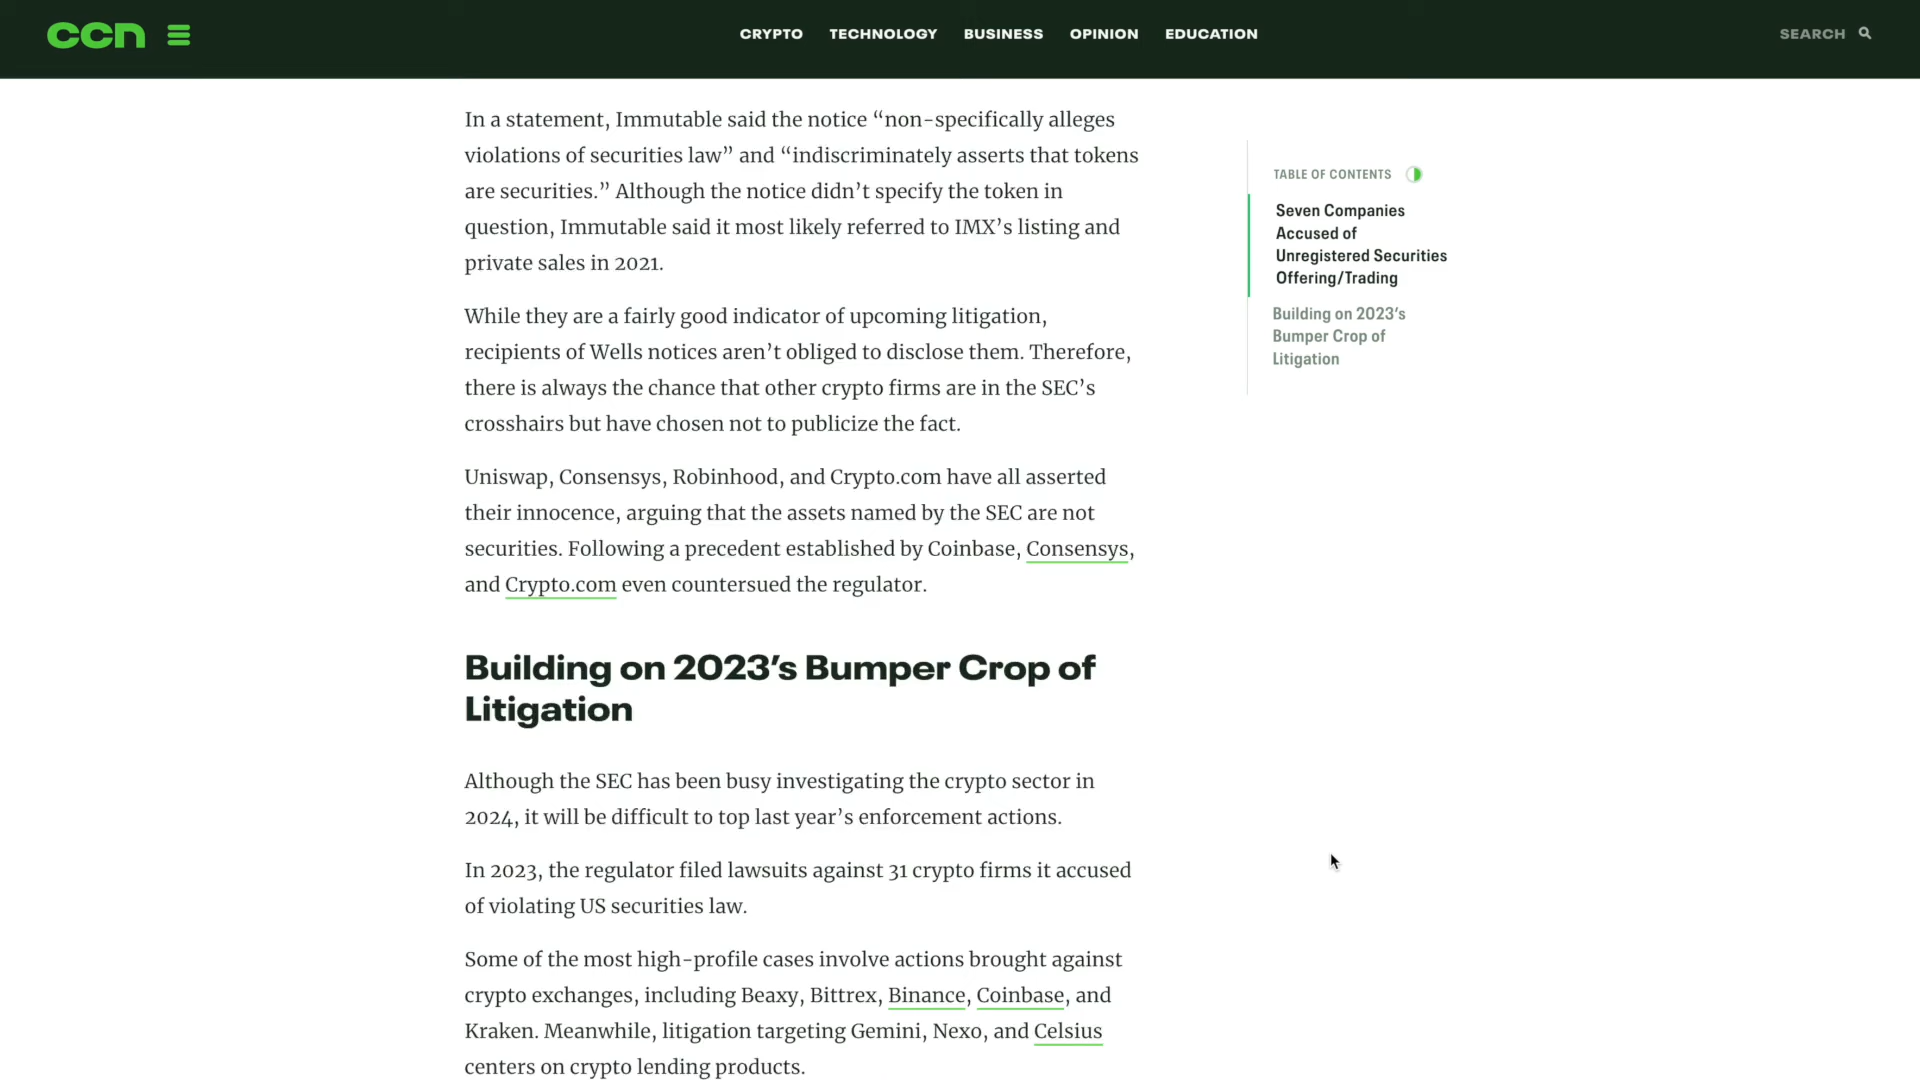 ccn
CRYPTO TECHNOLOGY BUSINESS OPINION EDUCATION
SEARCH
In a statement, Immutable said the notice “non-specifically alleges
violations of securities law” and “indiscriminately asserts that tokens
are securities.” Although the notice didn’t specify the token in
question, Immutable said it most likely referred to IMX’s listing and
private sales in 2021.
While they are a fairly good indicator of upcoming litigation,
recipients of Wells notices aren’t obliged to disclose them. Therefore,
there is always the chance that other crypto firms are in the SEC’s
crosshairs but have chosen not to publicize the fact.
Uniswap, Consensys, Robinhood, and Crypto.com have all asserted
their innocence, arguing that the assets named by the SEC are not
securities. Following a precedent established by Coinbase, Consensys,
and Crypto.com even countersued the regulator.
Building on 2023’s Bumper Crop of
Litigation
Although the SEC has been busy investigating the crypto sector in
2024, it will be difficult to top last year’s enforcement actions.
In 2023, the regulator filed lawsuits against 31 crypto firms it accused
of violating US securities law.
Some of the most high-profile cases involve actions brought against
crypto exchanges, including Beaxy, Bittrex, Binance, Coinbase, and
Kraken. Meanwhile, litigation targeting Gemini, Nexo, and Celsius
centers on crypto lending products.
TABLE OF CONTENTS
Seven Companies
Accused of
Unregistered Securities
Offering/Trading
Building on 2023’s
Bumper Crop of
Litigation